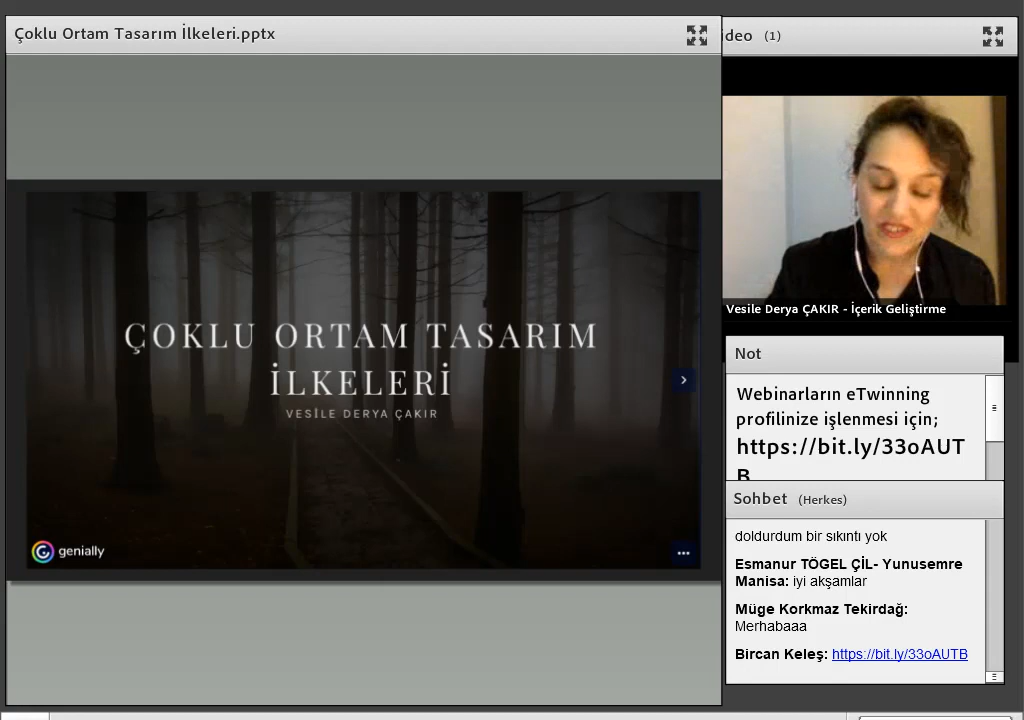 Çoklu Ortam Tasarım İlkeleri.pptx
ideo (1)
ÇOKLU ORTAM TASARIM
İLKELERİ
VESİLE DERYA ÇAKIR
genially
Vesile Derya ÇAKIR - İçerik Geliştirme
Not
Webinarların eTwinning
profilinize işlenmesi için;
https://bit.ly/33oAUT
B
Sohbet (Herkes)
doldurdum bir sıkıntı yok
Esmanur TÖGEL ÇİL- Yunusemre
Manisa: iyi akşamlar
Müge Korkmaz Tekirdağ:
Merhabaaa
Bircan Keleş: https://bit.ly/33oAUTB